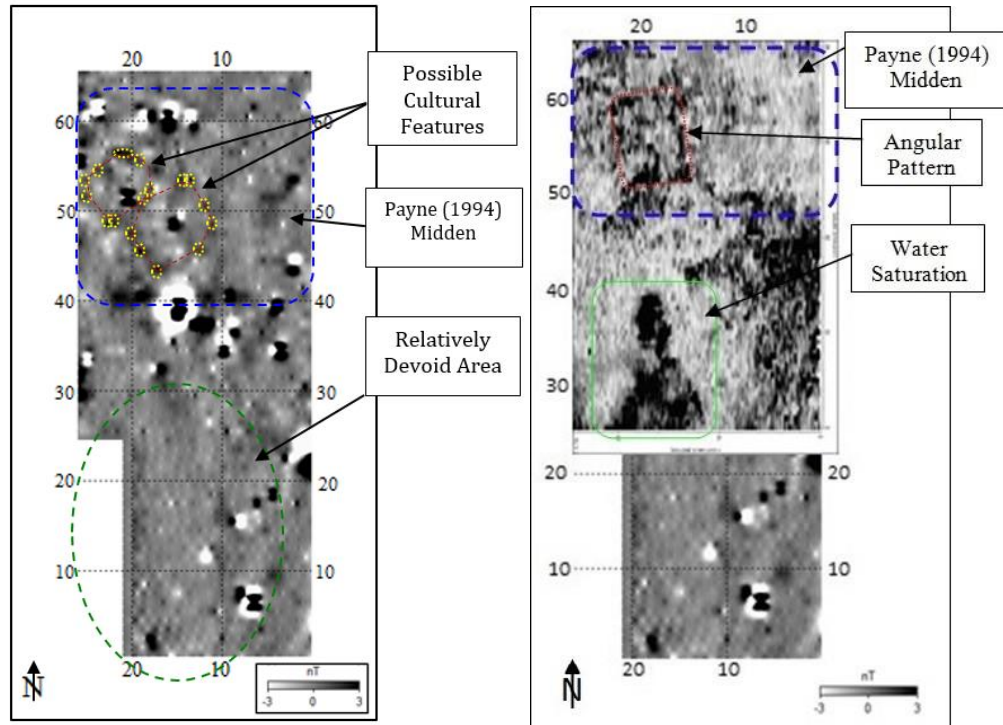 20 10
60
50
40
30
20
10
60
50
40
30
20
10
20 10
Possible
Cultural
Features
Payne (1994)
Midden
Relatively
Devoid Area
N
nT
-3 0 3
20 10
60
50
40
30
Payne (1994)
Midden
Angular
Pattern
Water
Saturation
20 20
10 10
20 10
N
nT
-3 0 3